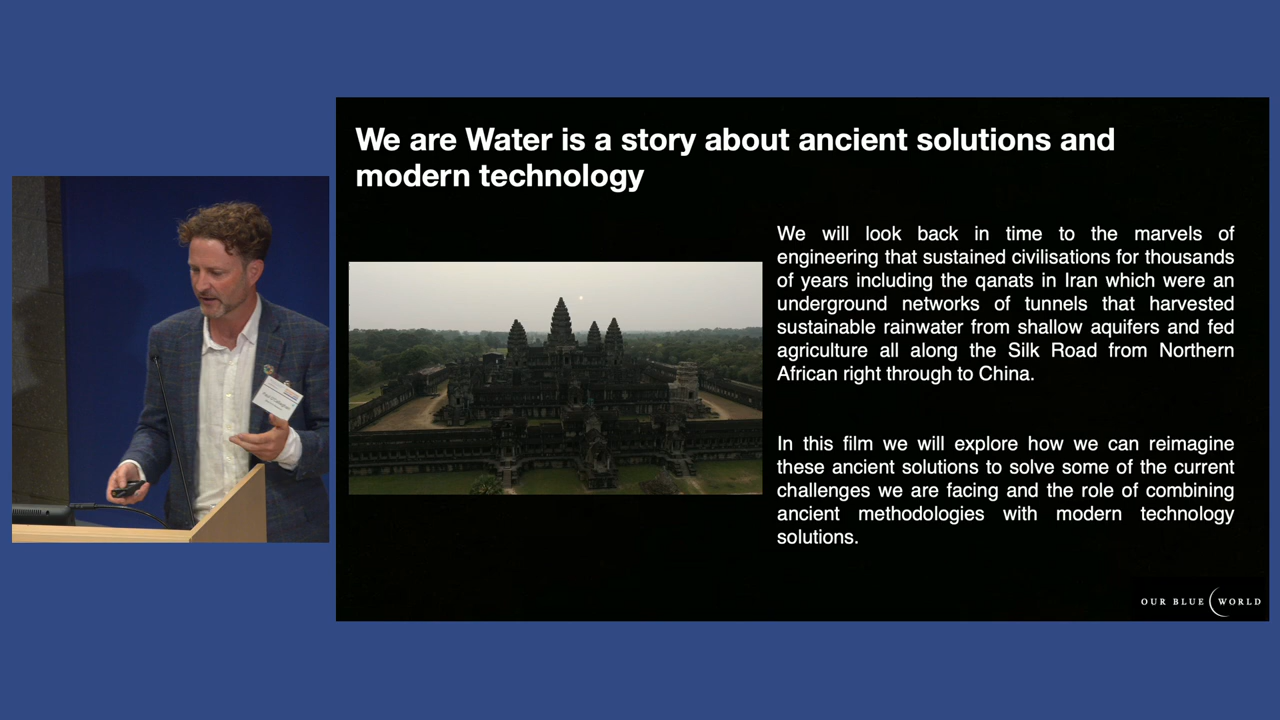 We are Water is a story about ancient solutions and
modern technology
We will look back in time to the marvels of
engineering that sustained civilisations for thousands
of years including the qanats in Iran which were an
underground networks of tunnels that harvested
sustainable rainwater from shallow aquifers and fed
agriculture all along the Silk Road from Northern
African right through to China.
In this film we will explore how we can reimagine
these ancient solutions to solve some of the current
challenges we are facing and the role of combining
ancient methodologies with modern technology
solutions.
OUR BLUE WORLD